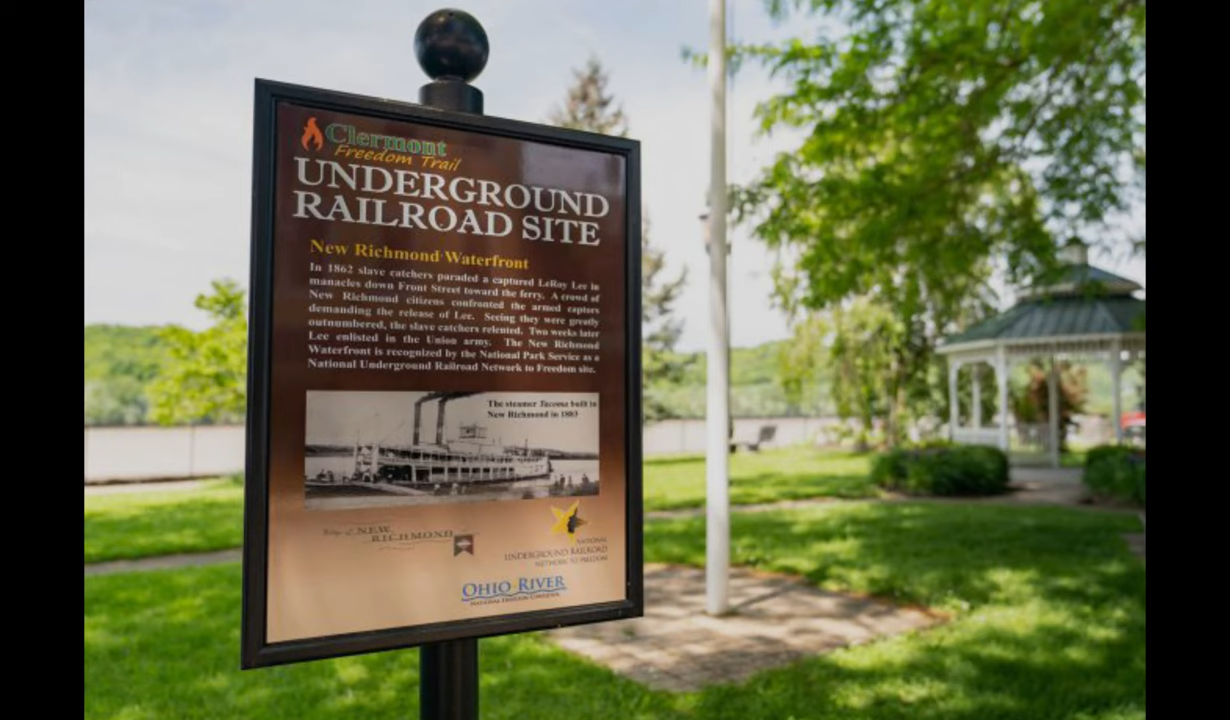 Clermont
Freedom Trail
UNDERGROUND
RAILROAD SITE
New Richmond Waterfront
In 1862 slave catchers paraded a captured LeRoy Lee in
manacles down Front Street toward the ferry. A crowd of
New Richmond citizens confronted the armed captors
demanding the release of Lee. Seeing they were greatly
outnumbered, the slave catchers relented. Two weeks later
Lee enlisted in the Union army. The New Richmond
Waterfront is recognized by the National Park Service as a
National Underground Railroad Network to Freedom site.
The steamer Tacoma built in
New Richmond in 1883
Village of NEW
RICHMOND
NATIONAL
UNDERGROUND RAILROAD
NETWORK TO FREEDOM
OHIO RIVER